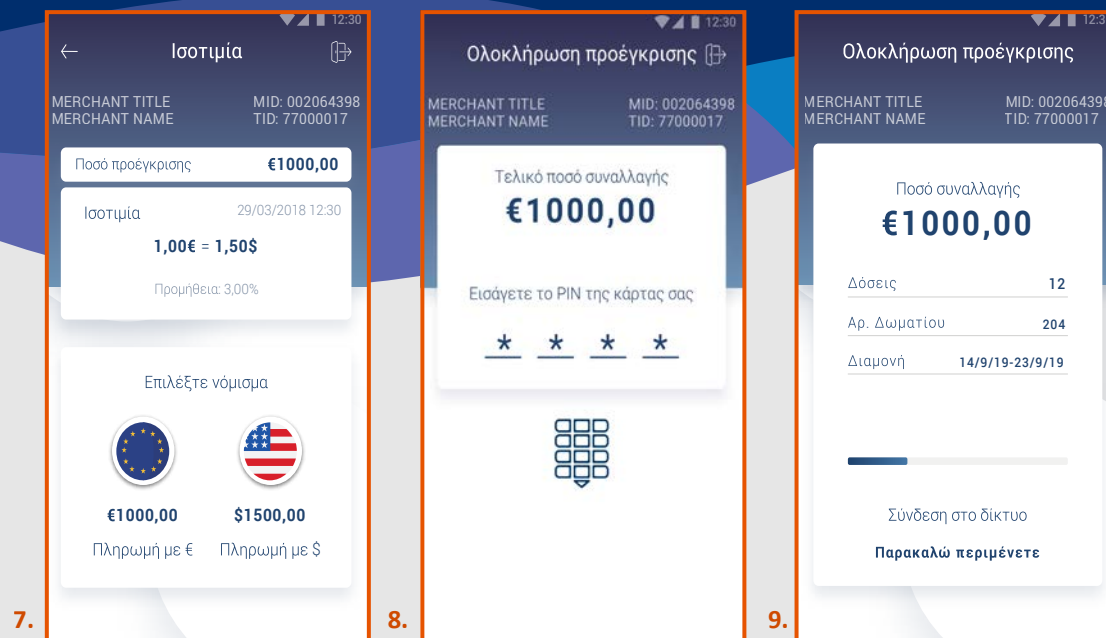 12:30
Ισοτιμία
MERCHANT TITLE MID: 002064398
MERCHANT NAME TID: 77000017
Ποσό προέγκρισης €1000,00
Ισοτιμία 29/03/2018 12:30
1,00€ = 1,50$
Προμήθεια: 3,00%
Επιλέξτε νόμισμα
€1000,00 $1500,00
Πληρωμή με € Πληρωμή με $
7.
12:30
Ολοκλήρωση προέγκρισης
MERCHANT TITLE MID: 002064398
MERCHANT NAME TID: 77000017
Τελικό ποσό συναλλαγής
€1000,00
Εισάγετε το PIN της κάρτας σας
* * * *
8.
12:3
Ολοκλήρωση προέγκρισης
MERCHANT TITLE MID: 002064398
MERCHANT NAME TID: 77000017
Ποσό συναλλαγής
€1000,00
Δόσεις 12
Αρ. Δωματίου 204
Διαμονή 14/9/19-23/9/19
Σύνδεση στο δίκτυο
Παρακαλώ περιμένετε
9.